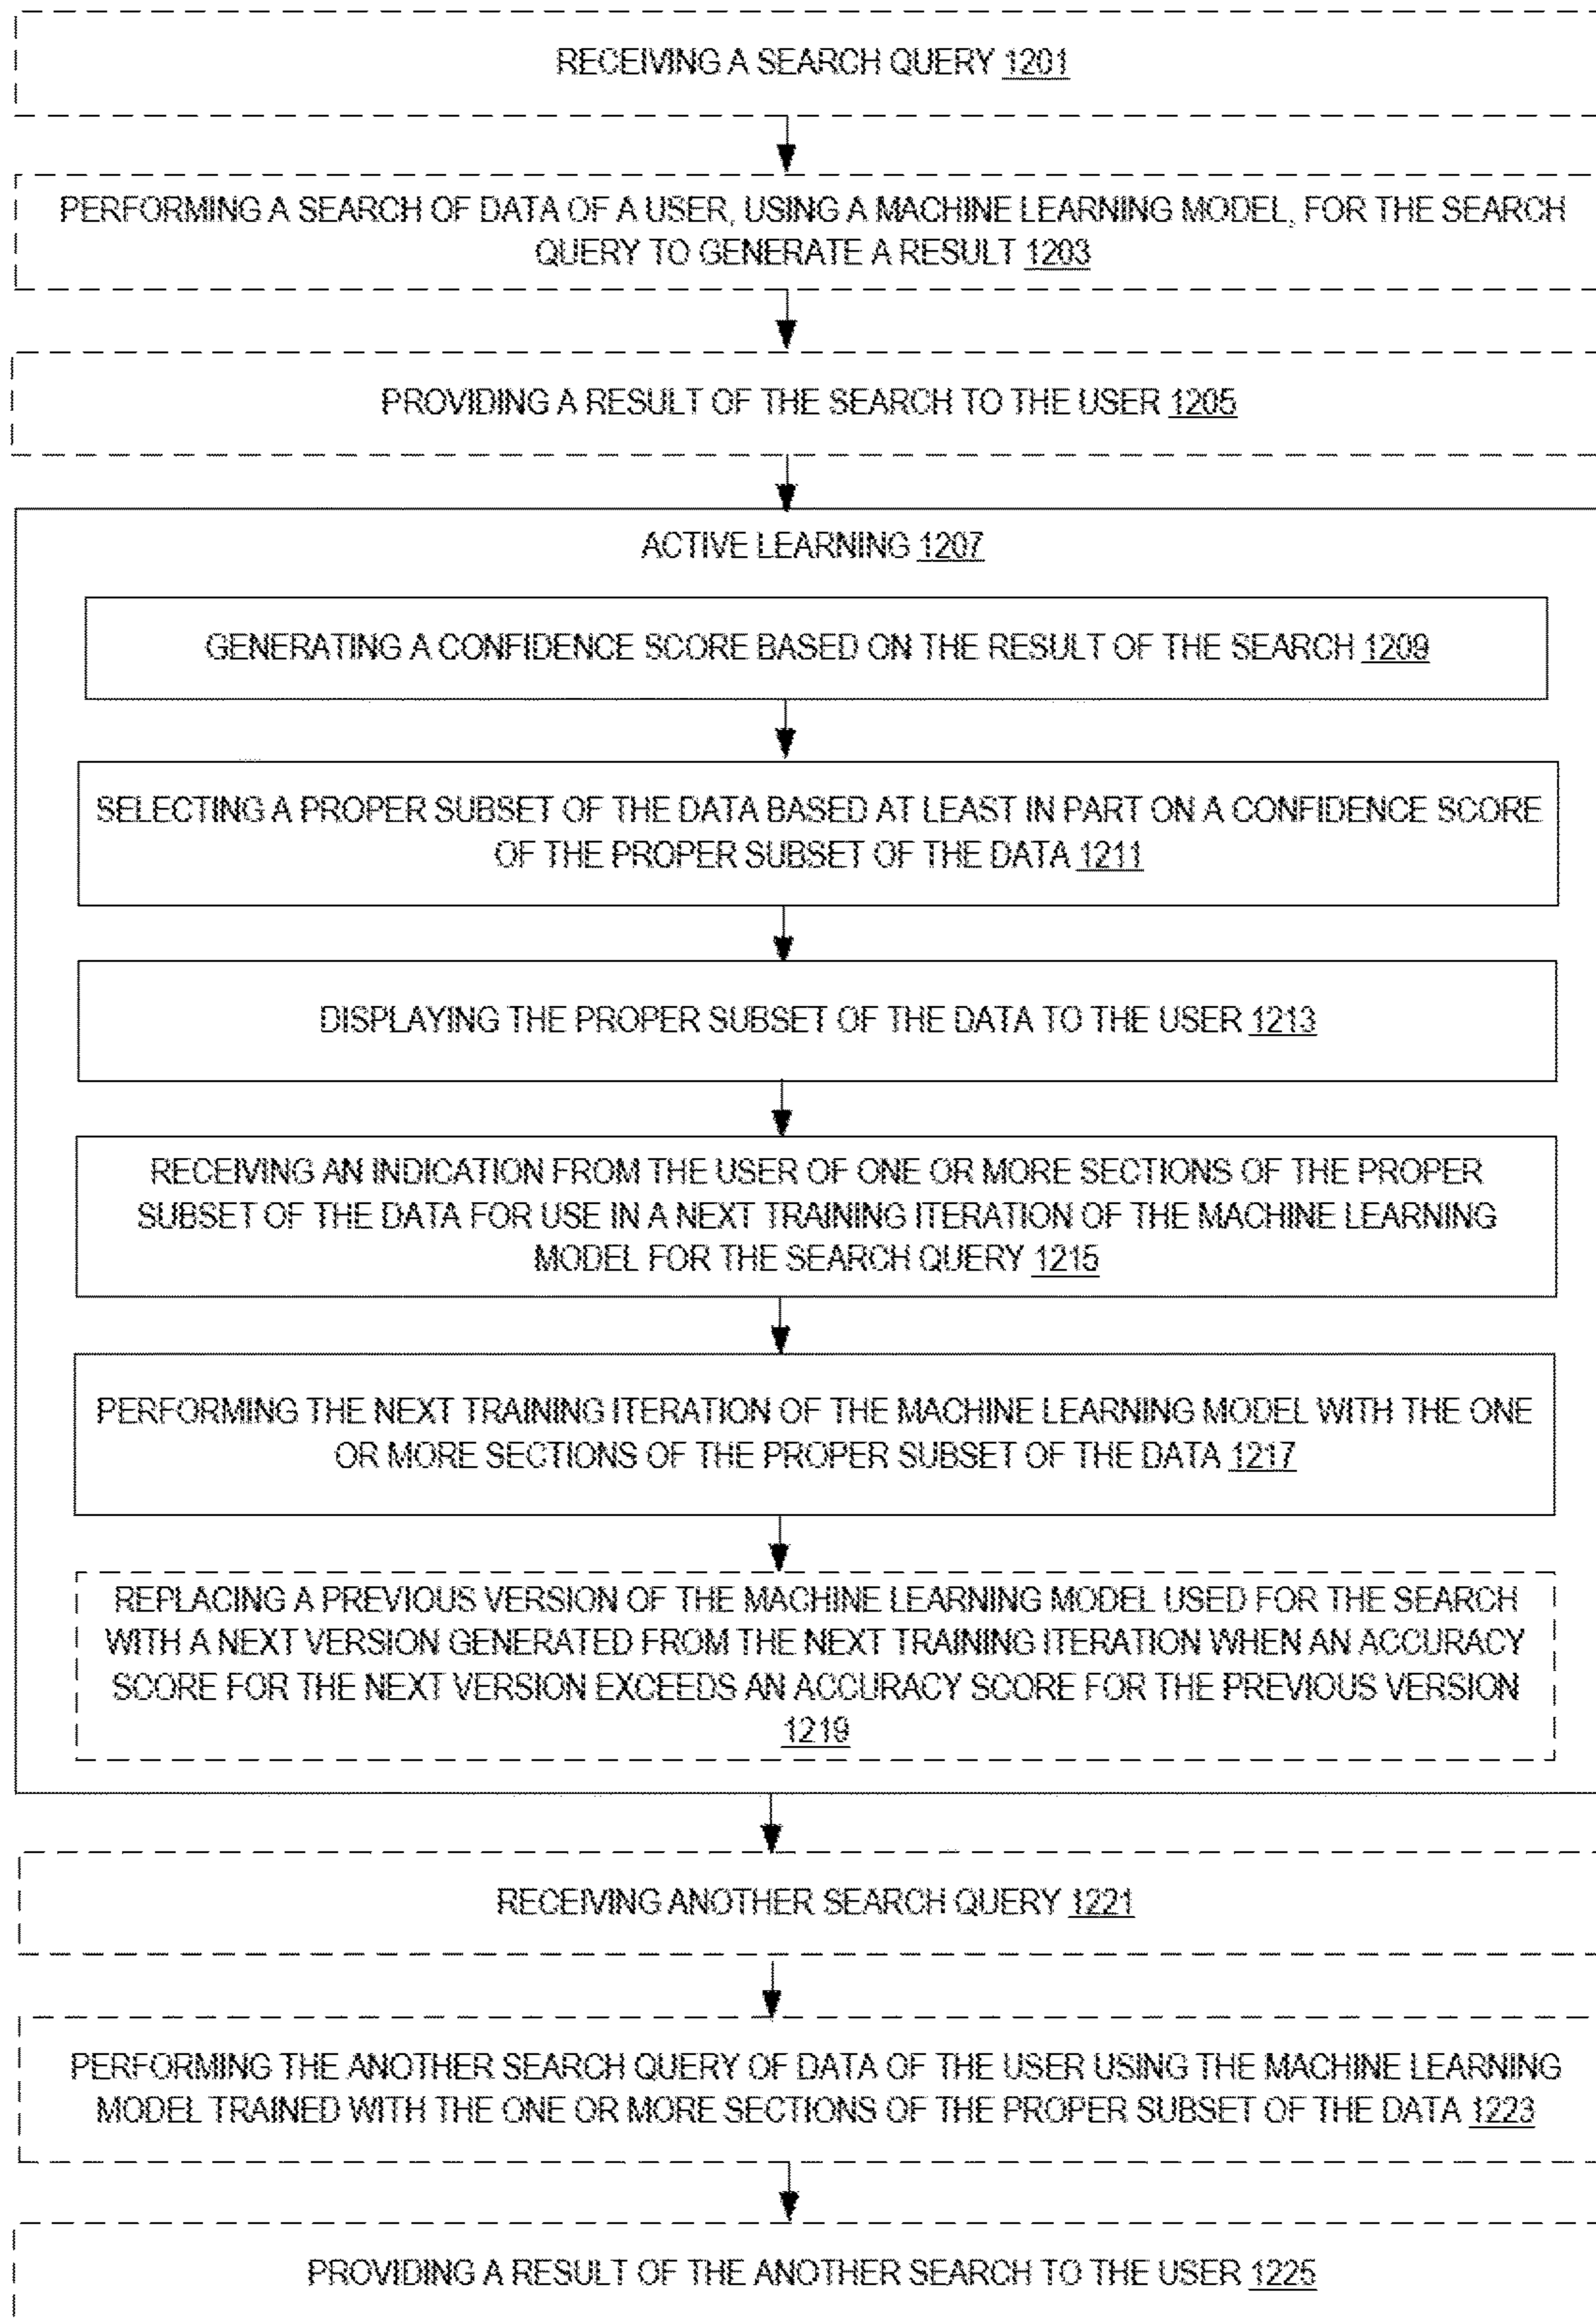 RECEIVING A SEARCH QUERY 1201
PERFORMING A SEARCH OF DATA OF A USER, USING A MACHINE LEARNING MODEL, FOR THE SEARCH
QUERY TO GENERATE A RESULT 1203
PROVIDING A RESULT OF THE SEARCH TO THE USER 1205
ACTIVE LEARNING 1207
GENERATING A CONFIDENCE SCORE BASED ON THE RESULT OF THE SEARCH 1209
SELECTING A PROPER SUBSET OF THE DATA BASED AT LEAST IN PART ON A CONFIDENCE SCORE
OF THE PROPER SUBSET OF THE DATA 1211
DISPLAYING THE PROPER SUBSET OF THE DATA TO THE USER 1213
RECEIVING AN INDICATION FROM THE USER OF ONE OR MORE SECTIONS OF THE PROPER
SUBSET OF THE DATA FOR USE IN A NEXT TRAINING ITERATION OF THE MACHINE LEARNING
MODEL FOR THE SEARCH QUERY 1215
PERFORMING THE NEXT TRAINING ITERATION OF THE MACHINE LEARNING MODEL WITH THE ONE
OR MORE SECTIONS OF THE PROPER SUBSET OF THE DATA 1217
REPLACING A PREVIOUS VERSION OF THE MACHINE LEARNING MODEL USED FOR THE SEARCH
WITH A NEXT VERSION GENERATED FROM THE NEXT TRAINING ITERATION WHEN AN ACCURACY
SCORE FOR THE NEXT VERSION EXCEEDS AN ACCURACY SCORE FOR THE PREVIOUS VERSION
1219
RECEIVING ANOTHER SEARCH QUERY 1221
PERFORMING THE ANOTHER SEARCH QUERY OF DATA OF THE USER USING THE MACHINE LEARNING
MODEL TRAINED WITH THE ONE OR MORE SECTIONS OF THE PROPER SUBSET OF THE DATA 1223
PROVIDING A RESULT OF THE ANOTHER SEARCH TO THE USER 1225